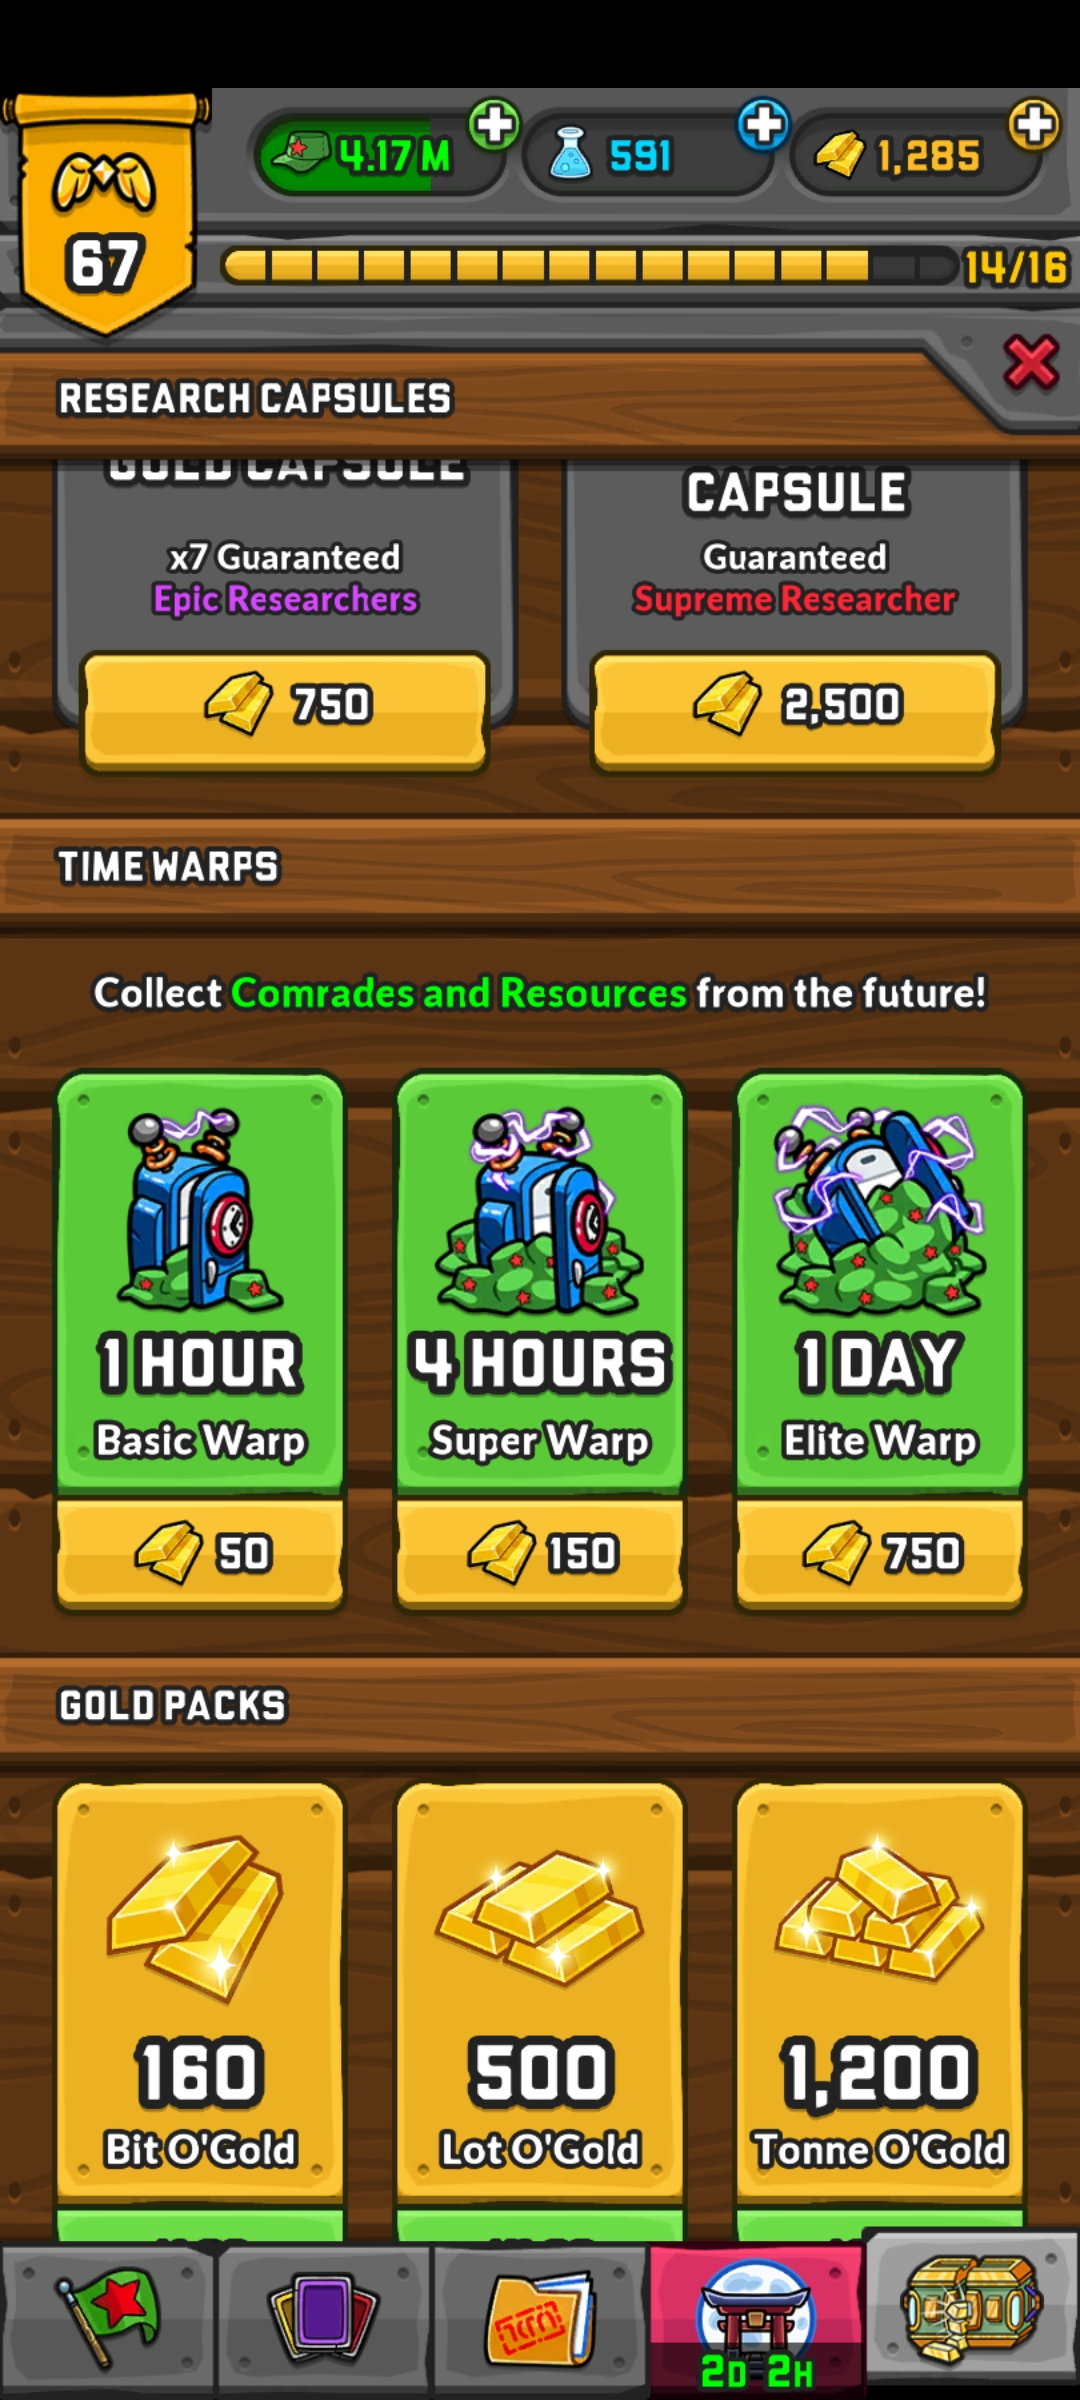 4.17 M
591
1,285
67
14/16
RESEARCH CAPSULES
GOLD CAPSULE
CAPSULE
x7 Guaranteed
Epic Researchers
Guaranteed
Supreme Researcher
750
2,500
TIME WARPS
Collect Comrades and Resources from the future!
1 HOUR
Basic Warp
50
4 HOURS
Super Warp
150
1 DAY
Elite Warp
750
GOLD PACKS
160
Bit O'Gold
500
Lot O'Gold
1,200
Tonne O'Gold
2D 2H